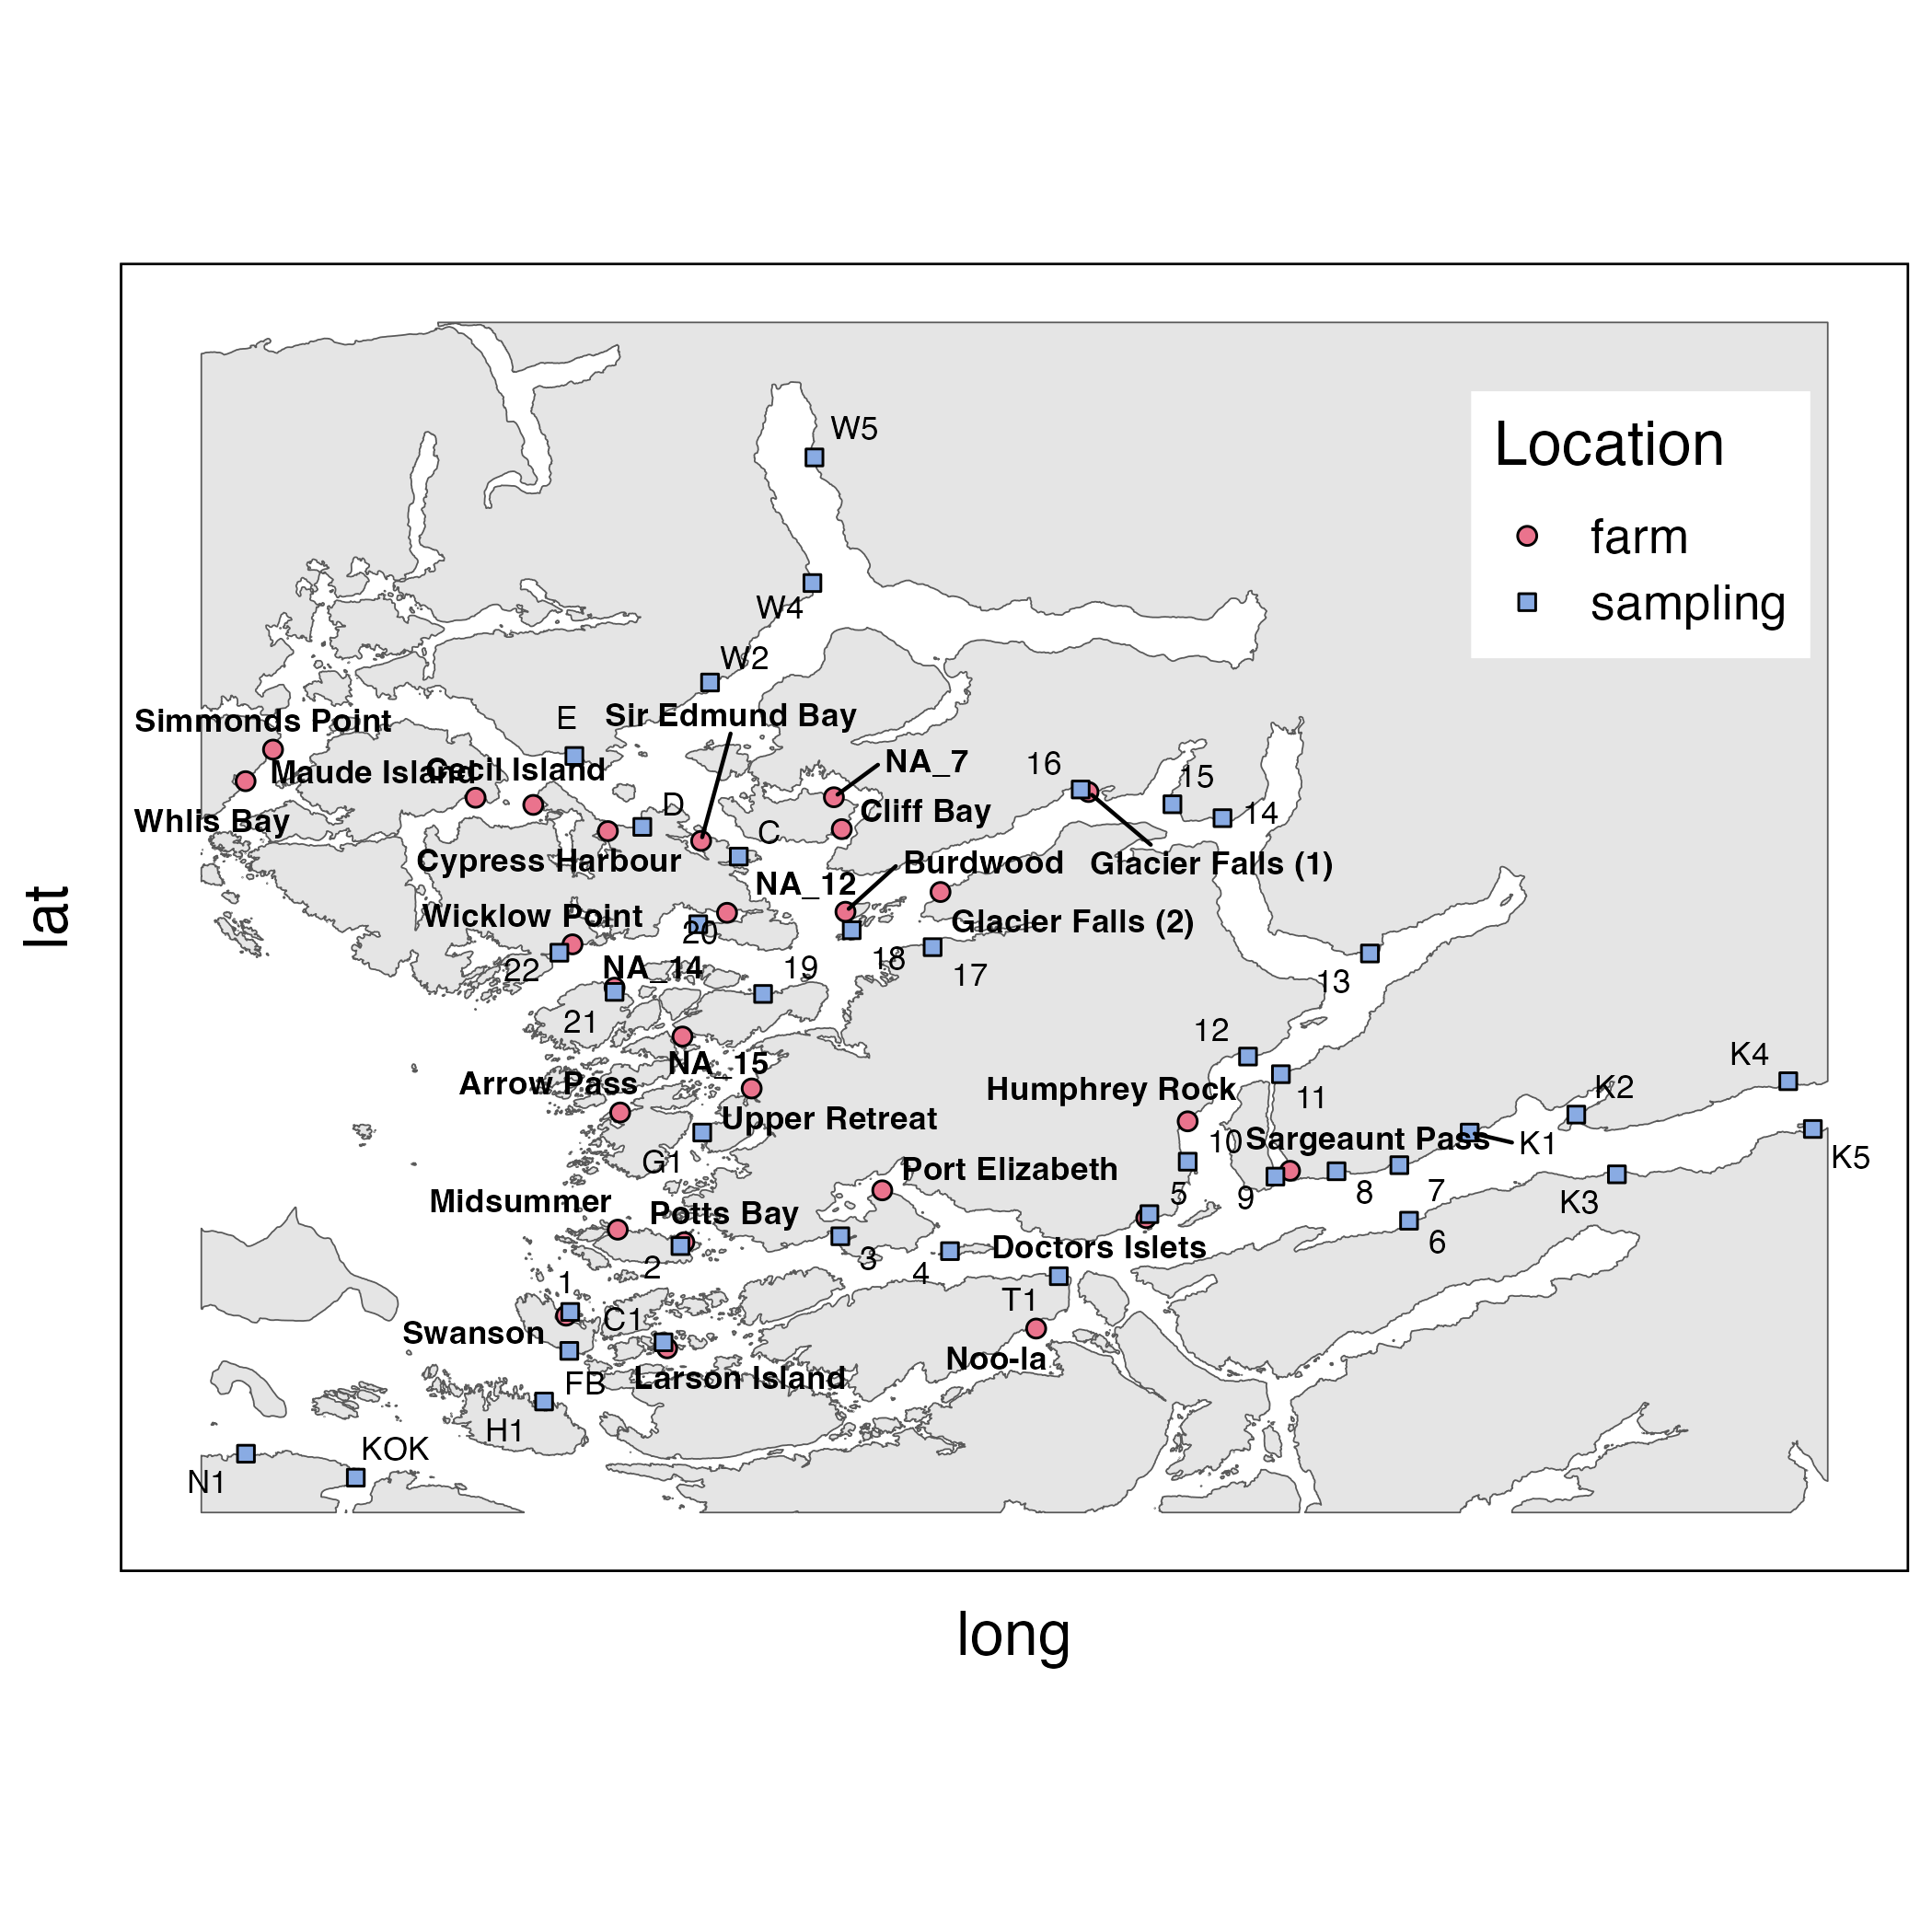 W5
Location
farm
sampling
W4
W2
Sir Edmund Bay
E
Simmonds Point
NA_7
16
15
Maude Island
Cecil Island
D
Cliff Bay
14
Whlis Bay
C
Cypress Harbour
Burdwood
Glacier Falls (1)
NA_12
Wicklow Point
20
Glacier Falls (2)
18
22
NA_14
19
17
13
21
12
K4
NA_15
Arrow Pass
Humphrey Rock
K2
11
Upper Retreat
10
Sargeaunt Pass
K1
G1
Port Elizabeth
K5
Midsummer
Potts Bay
5
9
8
7
K3
2
3
4
Doctors Islets
6
1
C1
T1
Swanson
Noo-la
FB
Larson Island
H1
KOK
N1
lat
long